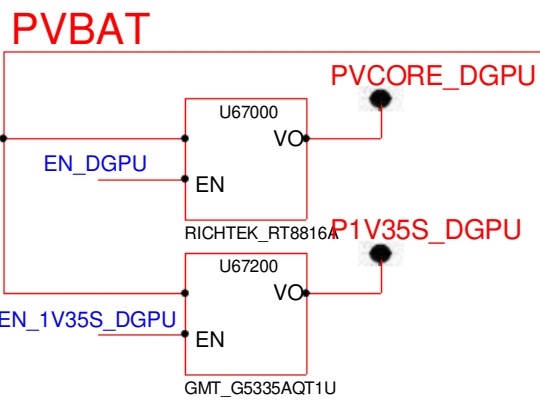 PVBAT
PVCORE_DGPU
U67000
VO
EN_DGPU
EN
RICHTEK_RT8816A
P1V35S_DGPU
U67200
VO
EN_1V35S_DGPU
EN
GMT_G5335AQT1U